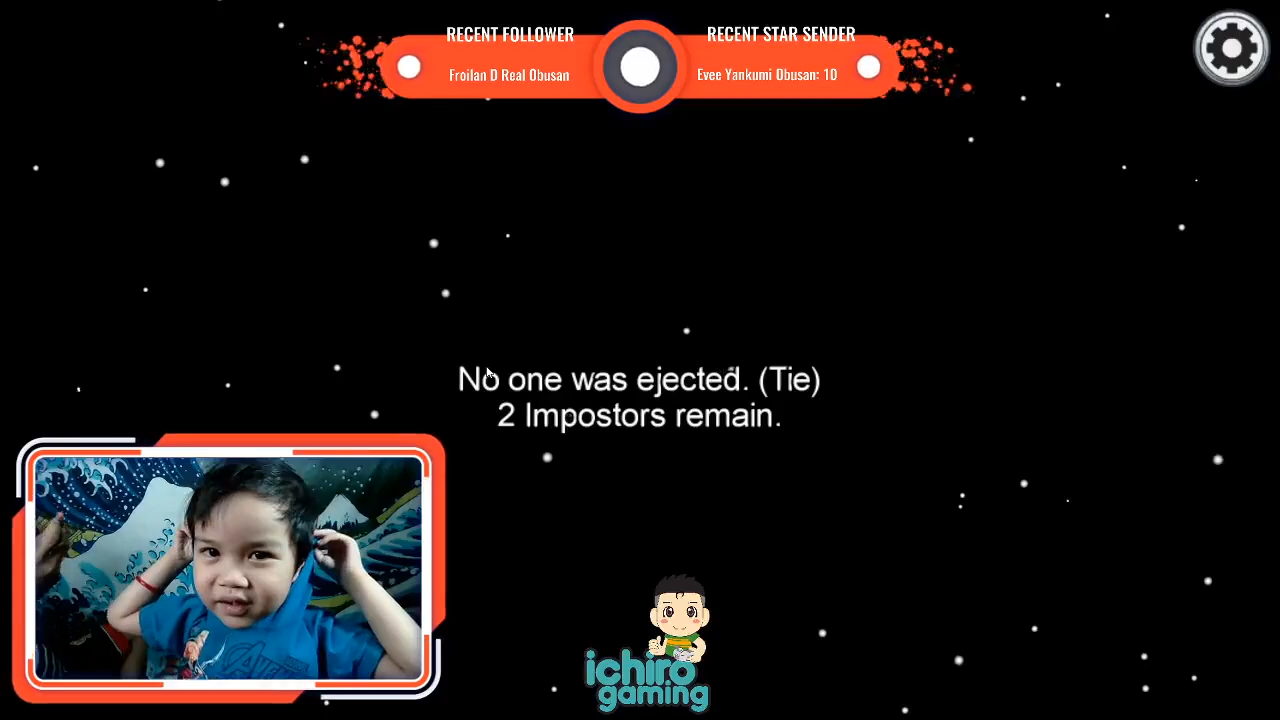 RECENT FOLLOWER
Froilan D Real Obusan
RECENT STAR SENDER
Evee Yankumi Obusan: 10
No one was ejected. (Tie)
2 Impostors remain.
ichiro
gaming